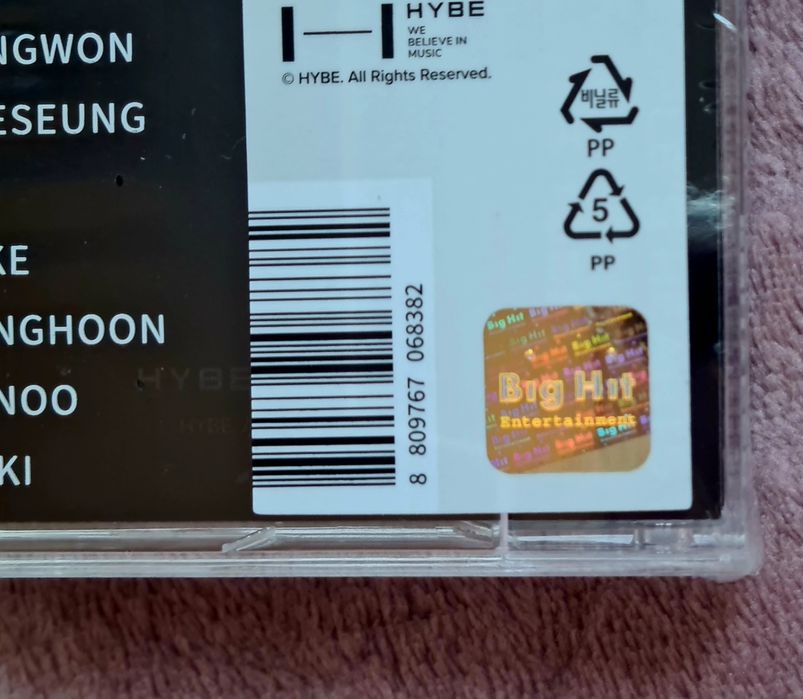 NGWON
ESEUNG
KE
NGHOON
NOO
KI
HYBE
WE
BELIEVE IN
MUSIC
© HYBE. All Rights Reserved.
비닐류
PP
5
PP
8 809767 068382
Big Hit
Entertainment
HYBE